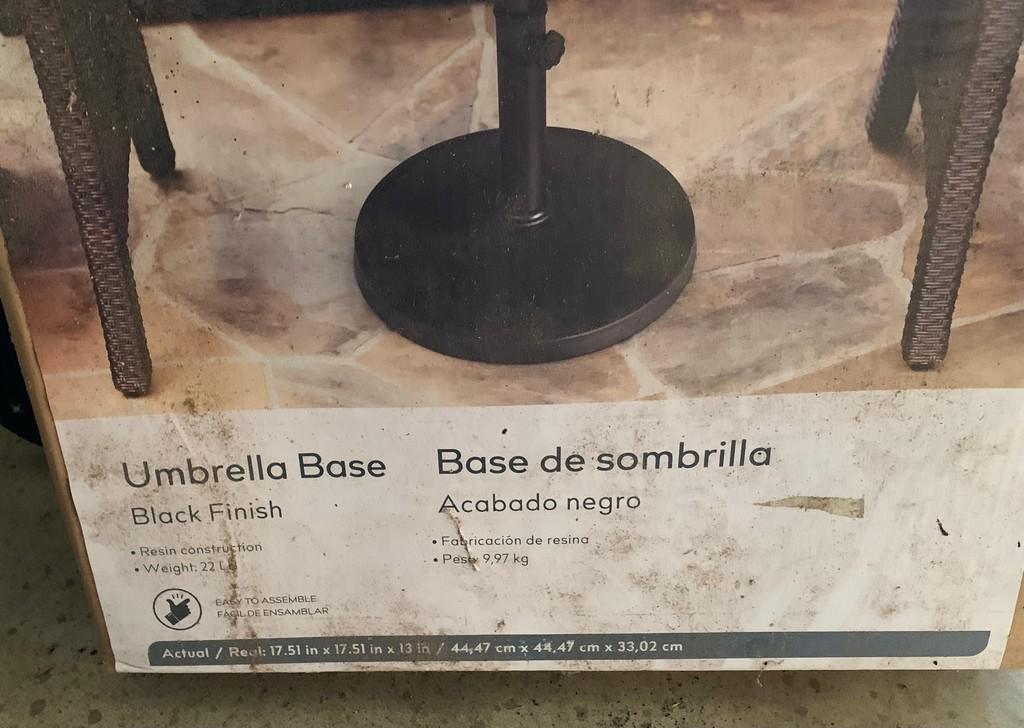 Umbrella Base
Black Finish
• Resin construction
• Weight: 22 Lb
EASY TO ASSEMBLE
FÁCIL DE ENSAMBLAR
Base de sombrilla
Acabado negro
• Fabricación de resina
• Peso: 9,97 kg
Actual / Real: 17.51 in x 17.51 in x 13 in / 44,47 cm x 44,47 cm x 33,02 cm